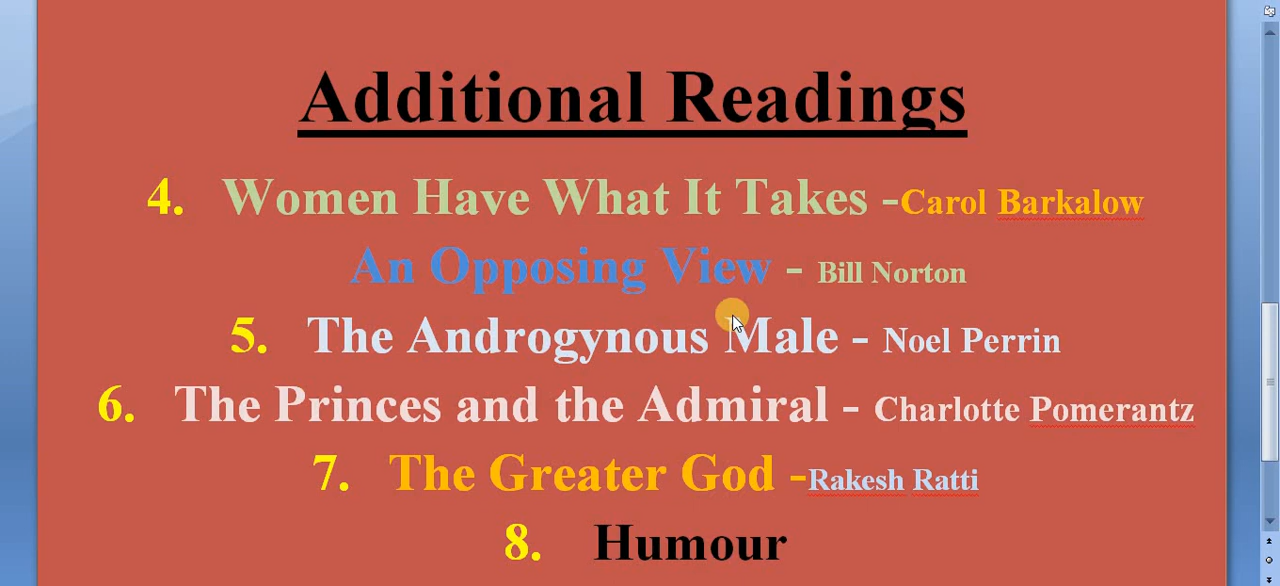 Additional Readings
4. Women Have What It Takes -Carol Barkalow
An Opposing View - Bill Norton
5. The Androgynous Male - Noel Perrin
6. The Princes and the Admiral - Charlotte Pomerantz
7. The Greater God -Rakesh Ratti
8. Humour